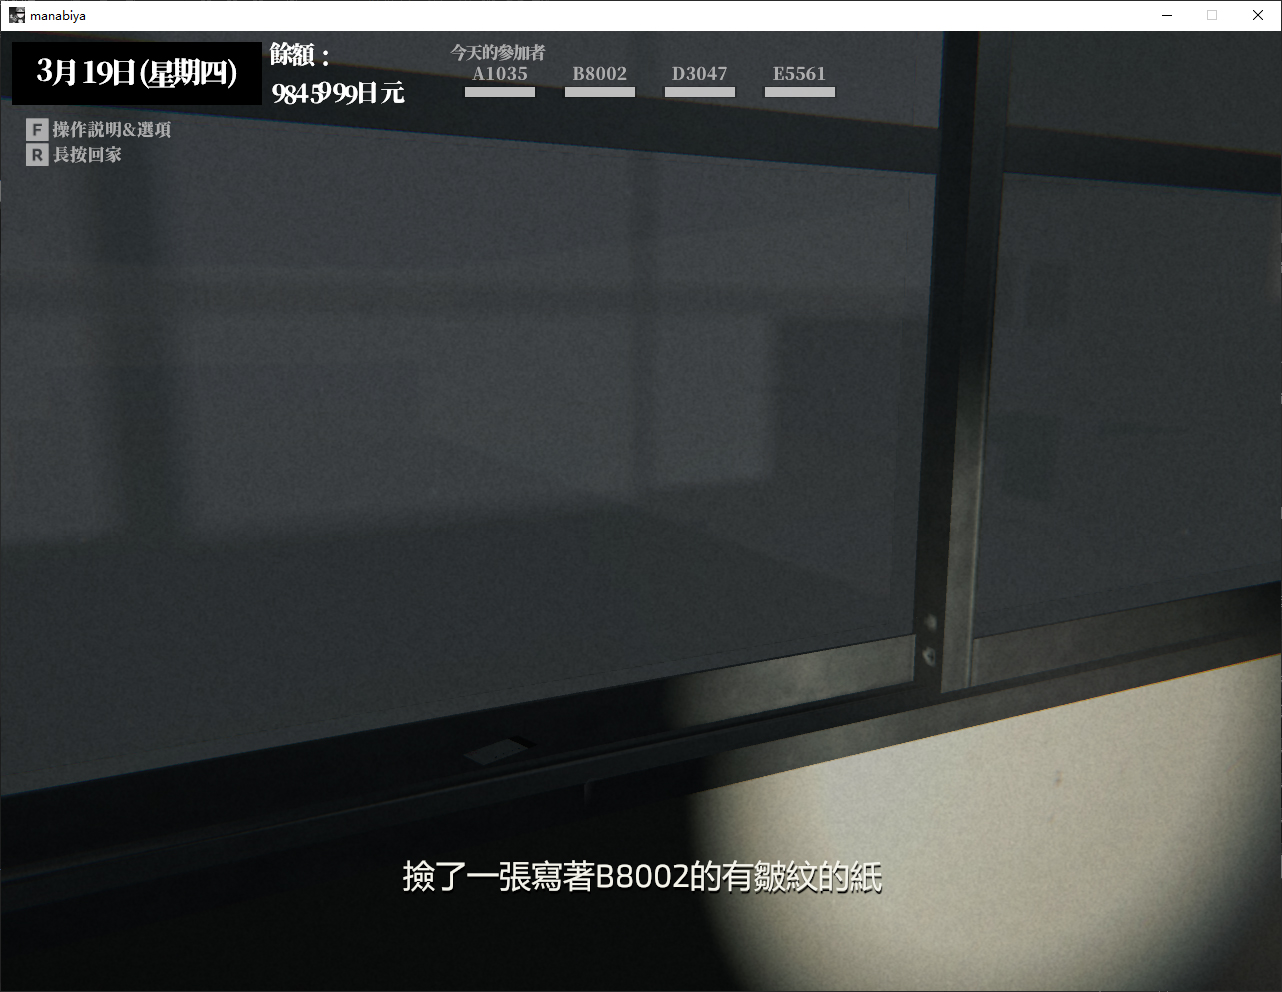 manabiya
3月19日(星期四)
餘額：
9845999日元
今天的參加者
A1035 B8002 D3047 E5561
F 操作説明&選項
R 長按回家
撿了一張寫著B8002的有皺紋的紙